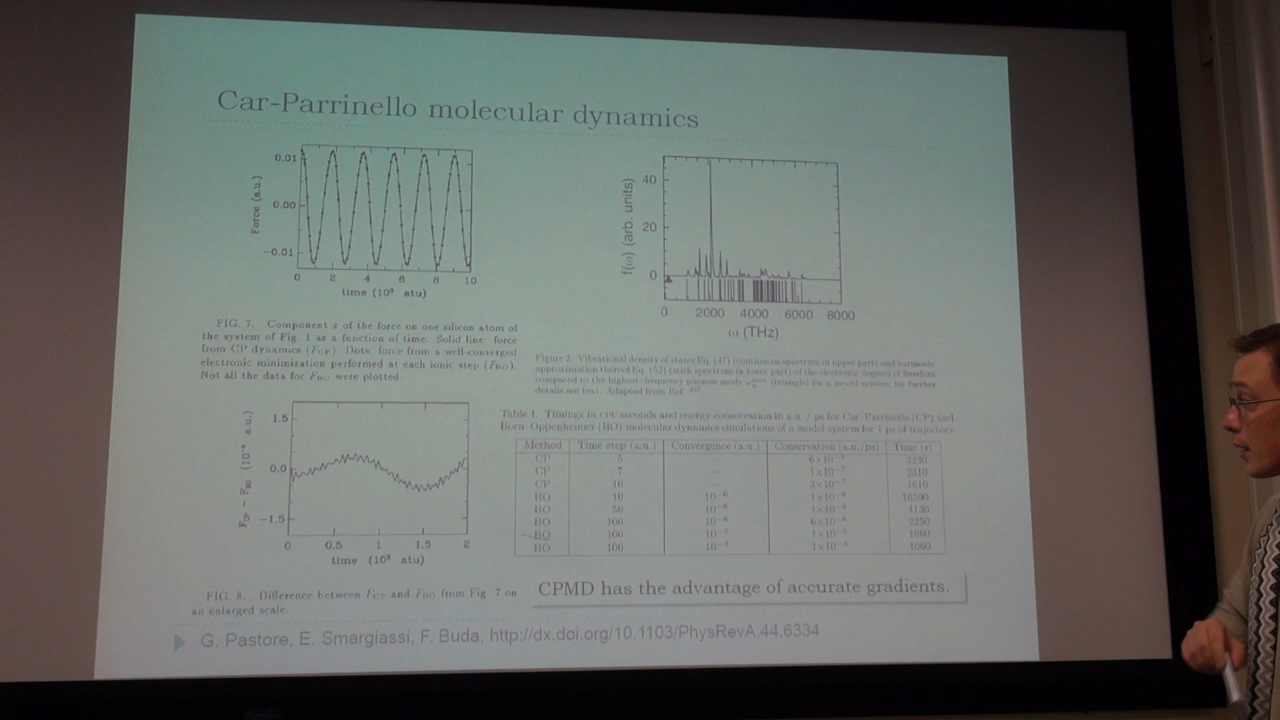 Car-Parrinello molecular dynamics
0.01
0.00
−0.01
Force (a.u.)
0 2 4 6 8 10
time (10³ atu)
40
20
0
f(ω) (arb. units)
0 2000 4000 6000 8000
ω (THz)
FIG. 7. Component x of the force on one silicon atom of
the system of Fig. 1 as a function of time. Solid line: force
from CP dynamics (F_CP). Dots: force from a well-converged
electronic minimization performed at each ionic step (F_BO).
Not all the data for F_BO were plotted.
Figure 2. Vibrational density of states Eq. (47) (continuous spectrum in upper part) and harmonic
approximation thereof Eq. (52) (stick spectrum in lower part) of the electronic degrees of freedom
compared to the highest-frequency phonon mode (triangle) for a model system; for further
details see text. Adapted from Ref.
1.5
0.0
−1.5
F_CP − F_BO (10⁻⁴ a.u.)
0 0.5 1 1.5 2
time (10³ atu)
Table 1. Timings in CPU seconds and energy conservation in a.u. / ps for Car-Parrinello (CP) and
Born-Oppenheimer (BO) molecular dynamics simulations of a model system for 1 ps of trajectory
Method Time step (a.u.) Convergence (a.u.) Conservation (a.u./ps) Time (s)
CP 5 — 3230
CP 7 — 1×10⁻⁷ 2310
CP 10 — 3×10⁻⁷ 1610
BO 10 10⁻⁶ 1×10⁻⁶ 16590
BO 50 10⁻⁶ 1×10⁻⁶ 4130
BO 100 10⁻⁶ 6×10⁻⁶ 2250
BO 100 10⁻⁵ 1×10⁻³ 1660
BO 100 10⁻⁴ 1×10⁻³ 1060
FIG. 8. Difference between F_CP and F_BO from Fig. 7 on
an enlarged scale
CPMD has the advantage of accurate gradients.
G. Pastore, E. Smargiassi, F. Buda, http://dx.doi.org/10.1103/PhysRevA.44.6334